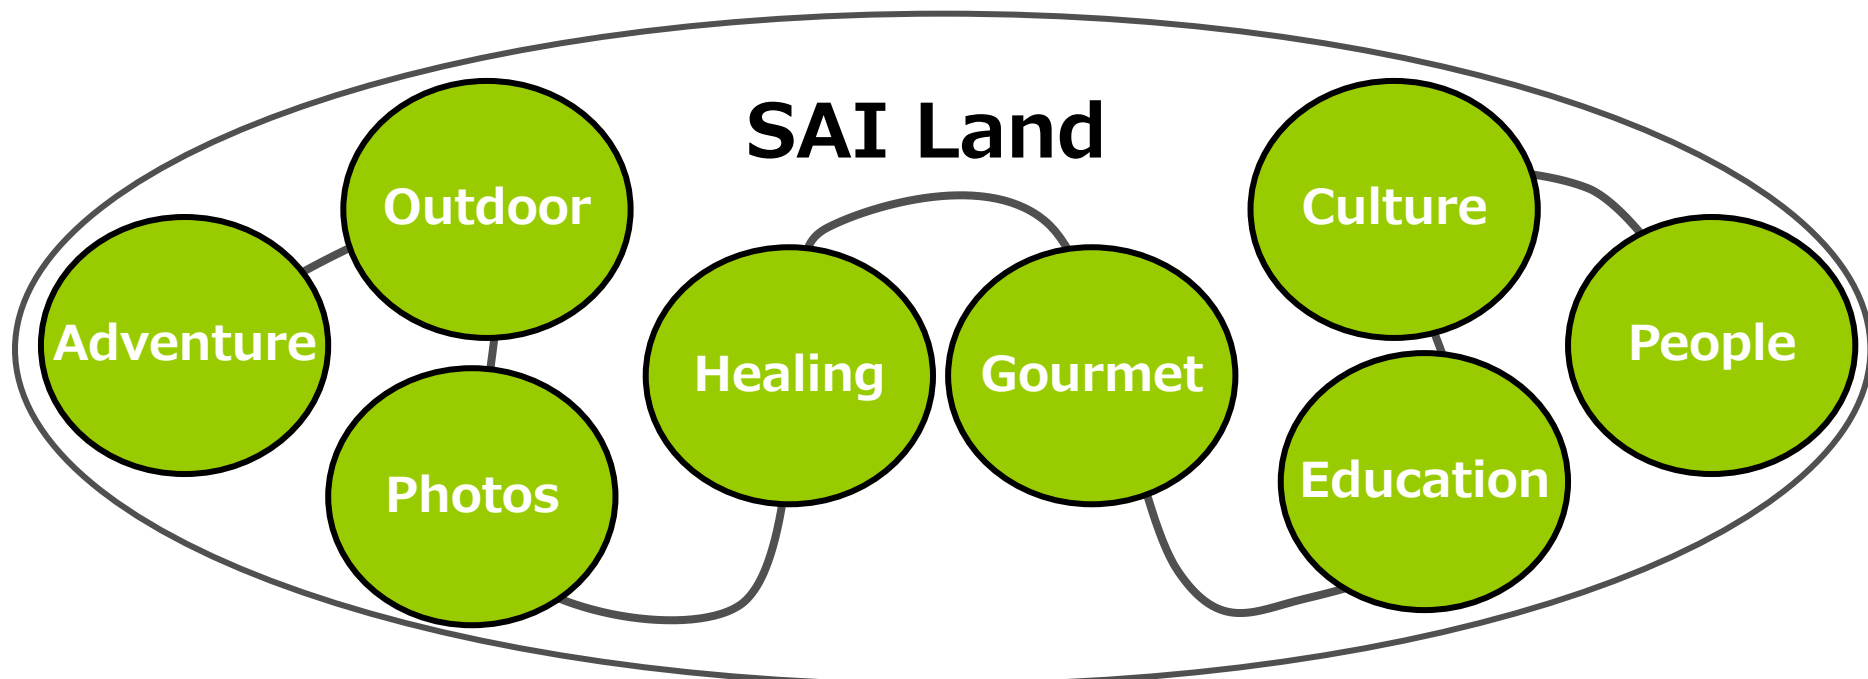 SAI Land
Outdoor
Culture
Adventure
People
Healing
Gourmet
Photos
Education